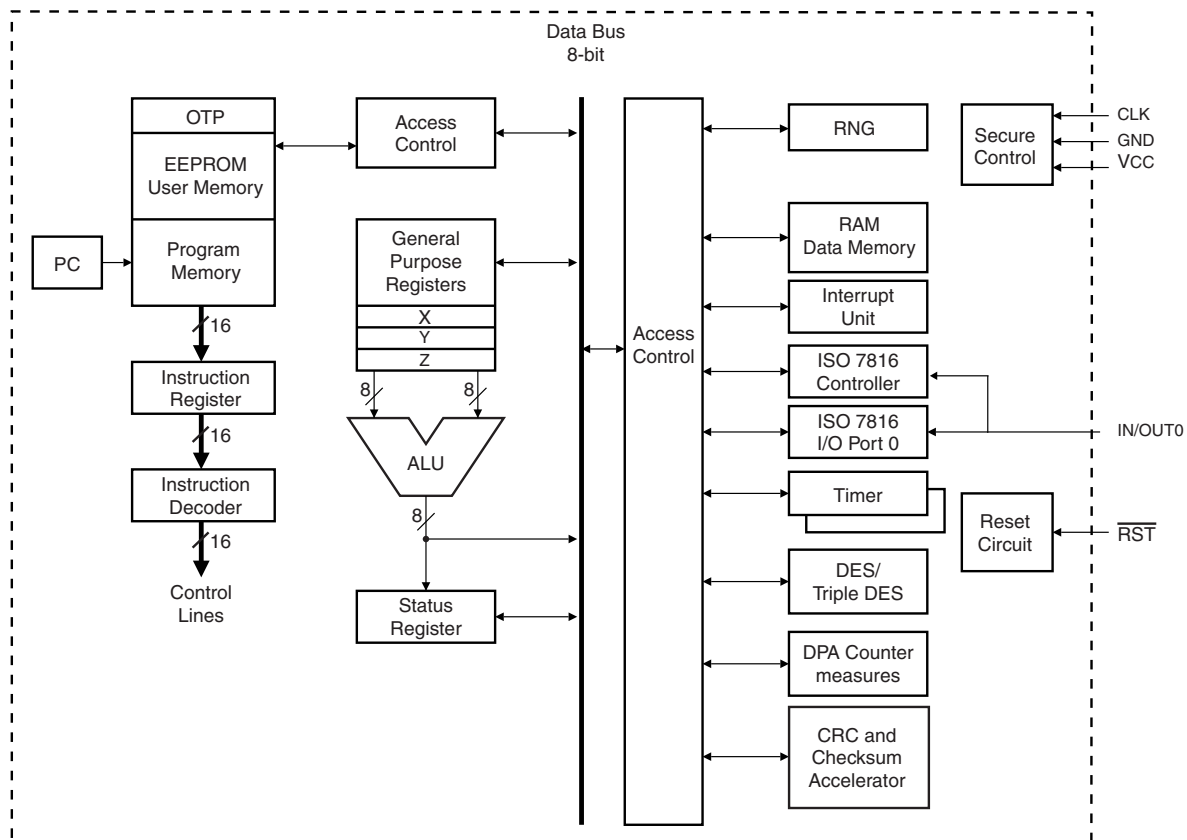 Data Bus
8-bit
OTP
EEPROM
User Memory
Program
Memory
PC
16
Instruction
Register
16
Instruction
Decoder
16
Control
Lines
Access
Control
General
Purpose
Registers
X
Y
Z
8
8
ALU
8
Status
Register
Access
Control
RNG
RAM
Data Memory
Interrupt
Unit
ISO 7816
Controller
ISO 7816
I/O Port 0
Timer
DES/
Triple DES
DPA Counter
measures
CRC and
Checksum
Accelerator
Secure
Control
Reset
Circuit
CLK
GND
VCC
IN/OUT0
RST